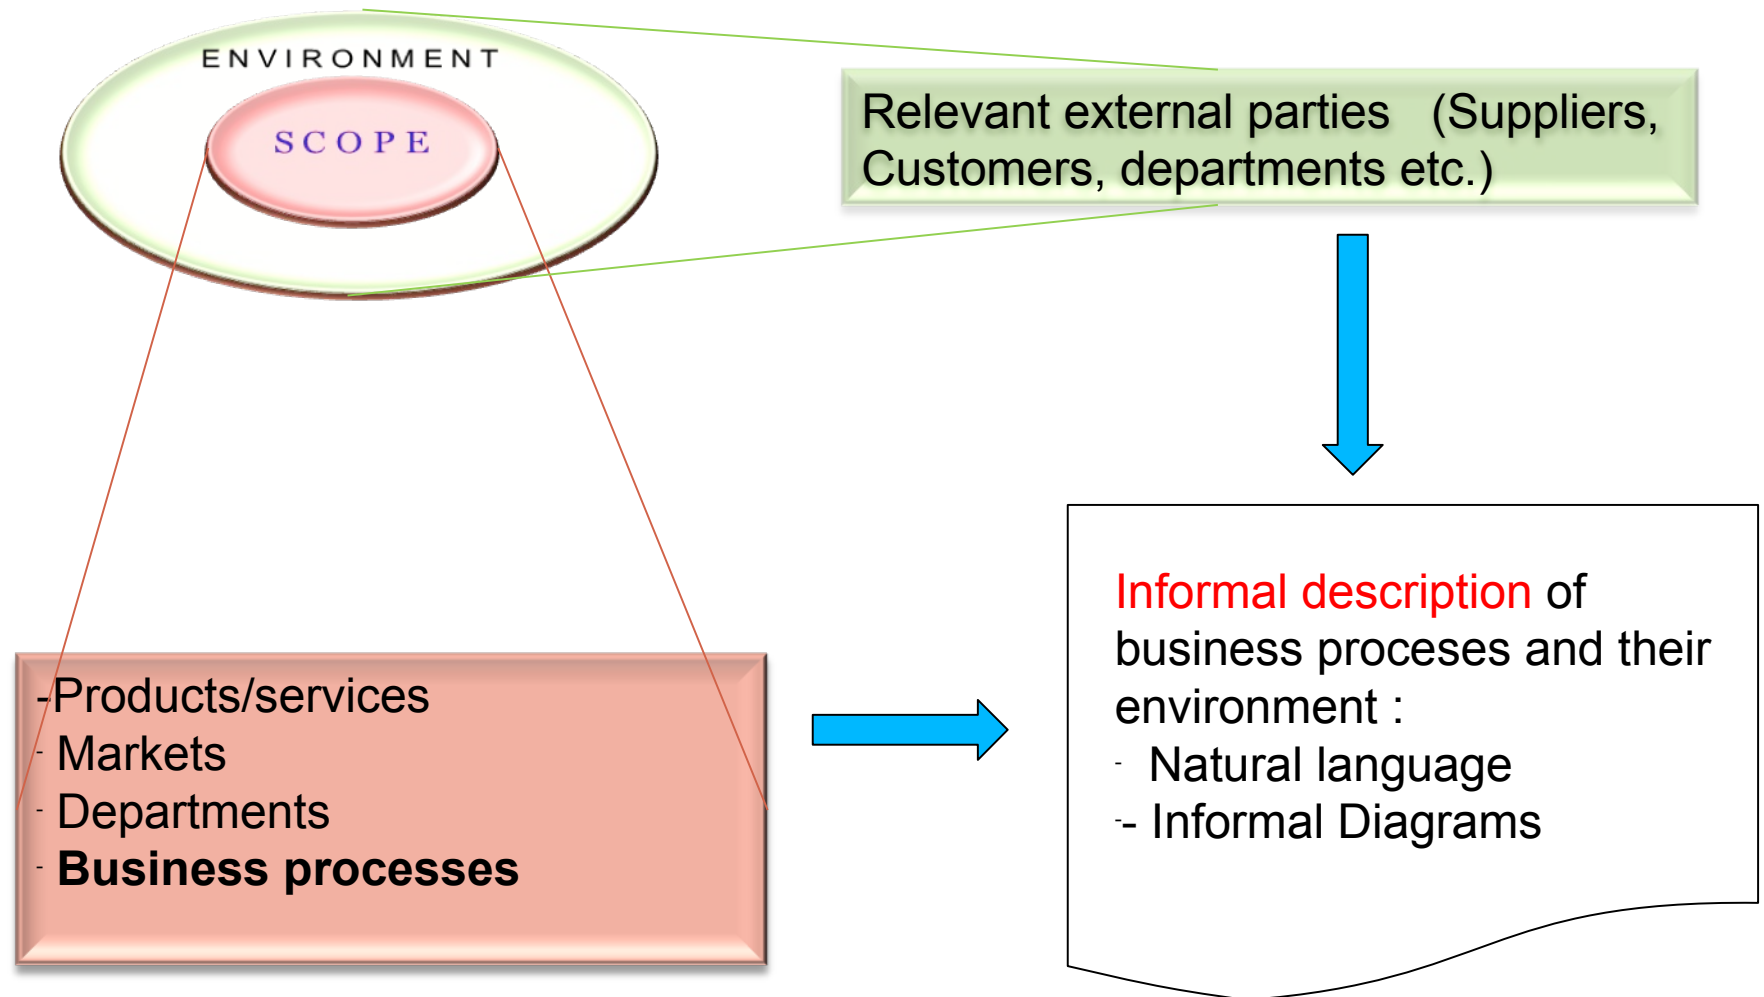 ENVIRONMENT
SCOPE
Relevant external parties (Suppliers,
Customers, departments etc.)
-Products/services
- Markets
- Departments
- Business processes
Informal description of
business proceses and their
environment :
- Natural language
-- Informal Diagrams